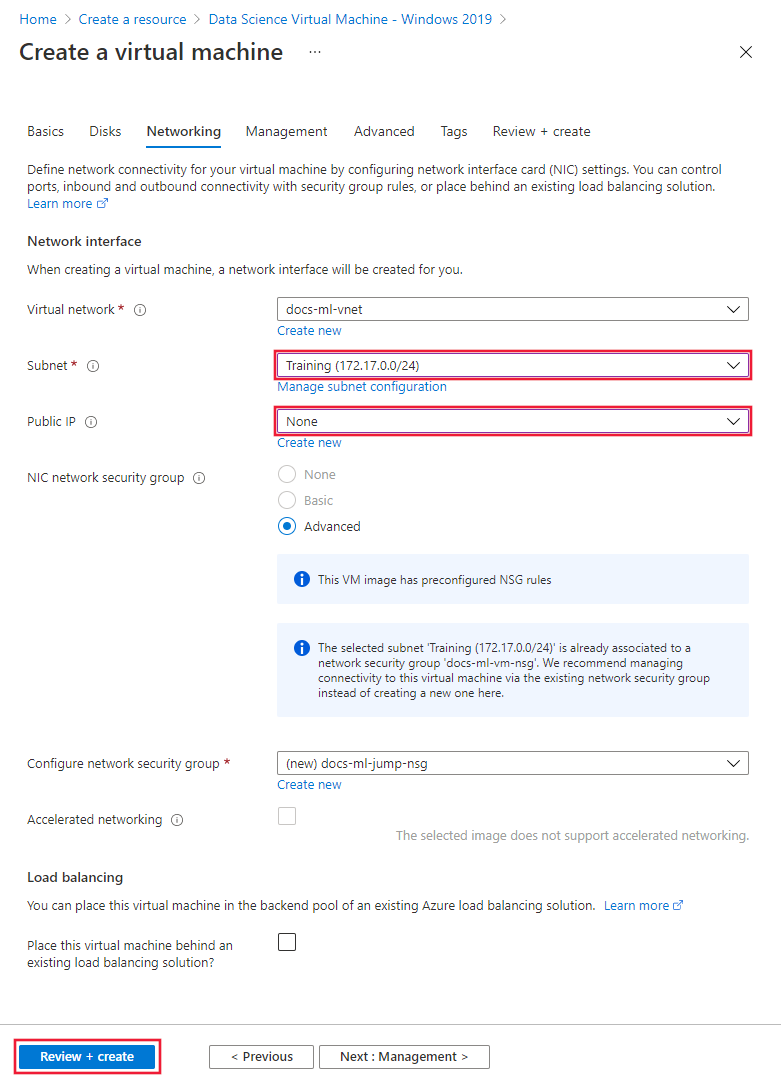 Home > Create a resource > Data Science Virtual Machine - Windows 2019 >
Create a virtual machine ...
Basics Disks Networking Management Advanced Tags Review + create
Define network connectivity for your virtual machine by configuring network interface card (NIC) settings. You can control
ports, inbound and outbound connectivity with security group rules, or place behind an existing load balancing solution.
Learn more
Network interface
When creating a virtual machine, a network interface will be created for you.
Virtual network *
docs-ml-vnet
Create new
Subnet *
Training (172.17.0.0/24)
Manage subnet configuration
Public IP
None
Create new
NIC network security group
None
Basic
Advanced
This VM image has preconfigured NSG rules
The selected subnet 'Training (172.17.0.0/24)' is already associated to a
network security group 'docs-ml-vm-nsg'. We recommend managing
connectivity to this virtual machine via the existing network security group
instead of creating a new one here.
Configure network security group *
(new) docs-ml-jump-nsg
Create new
Accelerated networking
The selected image does not support accelerated networking.
Load balancing
You can place this virtual machine in the backend pool of an existing Azure load balancing solution. Learn more
Place this virtual machine behind an
existing load balancing solution?
Review + create
< Previous
Next : Management >